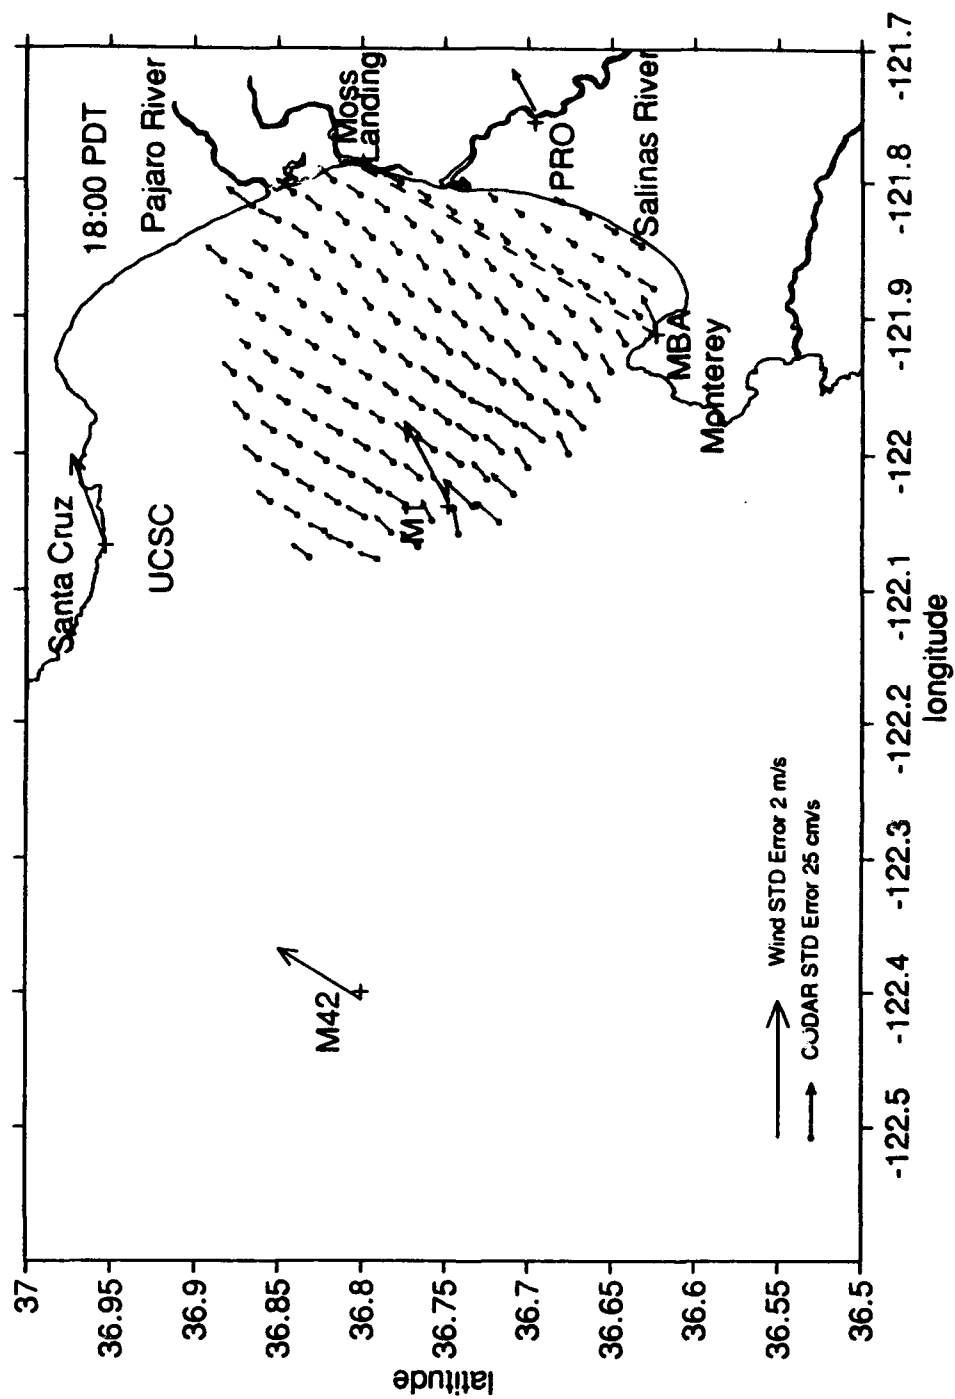 18:00 PDT
Santa Cruz
UCSC
Pajaro River
Moss
Landing
PRO
Salinas River
M1
MBA
Monterey
M42
Wind STD Error 2 m/s
CODAR STD Error 25 cm/s
37
36.95
36.9
36.85
36.8
36.75
36.7
36.65
36.6
36.55
36.5
latitude
-122.5
-122.4
-122.3
-122.2
-122.1
-122
-121.9
-121.8
-121.7
longitude